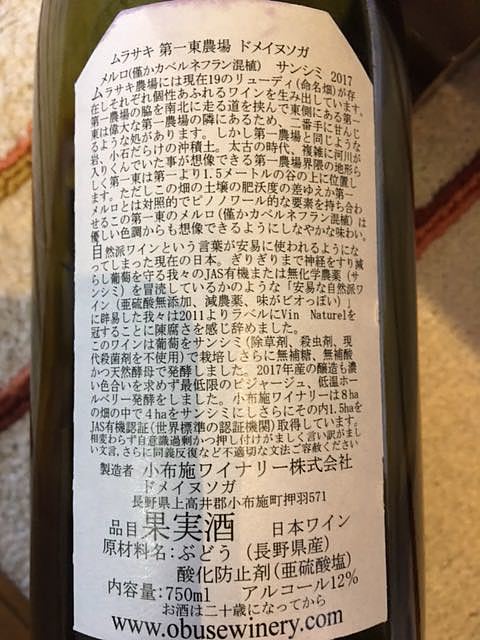 ムラサキ 第一東農場 ドメイヌソガ
メルロ(僅かカベルネフラン混植) サンシミ 2017
ムラサキ農場には現在19のリューディ(命名畑)が存
在しそれぞれ個性あふれるワインを生み出しています。
第一農場の脇を南北に走る道を挟んで東側にある第一
東は偉大な第一農場の隣にあるため、一番手に甘んじ
るような処があります。しかし第一農場と同じような
岩、小石だらけの沖積土。太古の時代、複雑に河川が
入りくんでいた事が想像できる第一農場界隈の地形ら
しく第一東は第一より1.5メートルの谷の上に位置し
ます。ただしこの畑の土壌の肥沃度の差ゆえか第一
メルロとは対照的でピノノワール的な要素を持ち合わ
せるこの第一東のメルロ(僅かカベルネフラン混植)は
優しい色調からも想像できるようにしなやかな味わい。
自然派ワインという言葉が安易に使われるようにな
ってしまった現在の日本。ぎりぎりまで神経をすり減
らし葡萄を守る我々のJAS有機または無化学農薬(サ
ンシミ)を冒涜しているかのような「安易な自然派ワ
イン(亜硫酸無添加、減農薬、味がビオっぽい)」
に辟易した我々は2011よりラベルにVin Naturelを
冠することに陳腐さを感じ辞めました。
このワインは葡萄をサンシミ(除草剤、殺虫剤、現
代殺菌剤を不使用)で栽培しさらに無補糖、無補酸
かつ天然酵母で発酵しました。2017年産の醸造も濃
い色合いを求めず最低限のピジャージュ、低温ホー
ルベリー発酵をしました。小布施ワイナリーは8ha
の畑の中で4haをサンシミにしさらにその内1.5haを
JAS有機認証(世界標準の認証機関)取得しています。
相変わらず自意識過剰かつ押し付けがましく言い訳がまし
い文言、さらに同義反復など不適切な文法ご容赦ください
製造者 小布施ワイナリー株式会社
ドメイヌソガ
長野県上高井郡小布施町押羽571
品目 果実酒 日本ワイン
原材料名:ぶどう(長野県産)
酸化防止剤(亜硫酸塩)
内容量:750ml アルコール12%
お酒は二十歳になってから
www.obusewinery.com